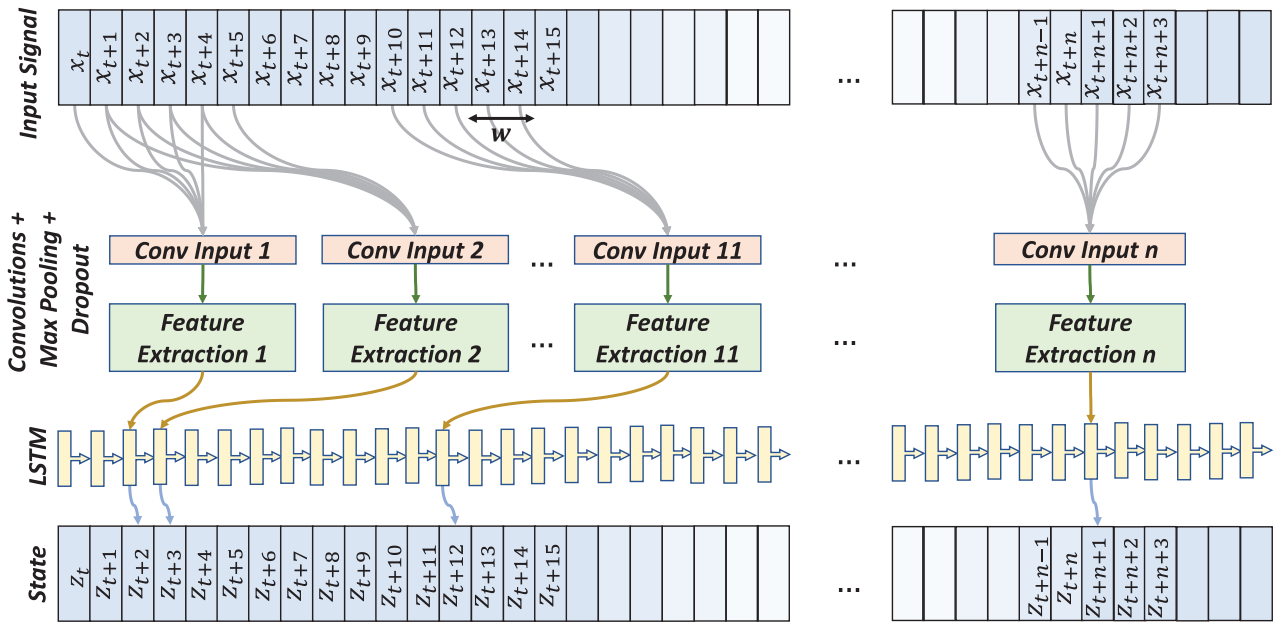 Input Signal
x_t x_{t+1} x_{t+2} x_{t+3} x_{t+4} x_{t+5} x_{t+6} x_{t+7} x_{t+8} x_{t+9} x_{t+10} x_{t+11} x_{t+12} x_{t+13} x_{t+14} x_{t+15} ... x_{t+n−1} x_{t+n} x_{t+n+1} x_{t+n+2} x_{t+n+3}
w
Convolutions +
Max Pooling +
Dropout
Conv Input 1 Conv Input 2 ... Conv Input 11 ... Conv Input n
Feature
Extraction 1
Feature
Extraction 2
...
Feature
Extraction 11
...
Feature
Extraction n
LSTM
...
State
z_t z_{t+1} z_{t+2} z_{t+3} z_{t+4} z_{t+5} z_{t+6} z_{t+7} z_{t+8} z_{t+9} z_{t+10} z_{t+11} z_{t+12} z_{t+13} z_{t+14} z_{t+15} ... z_{t+n−1} z_{t+n} z_{t+n+1} z_{t+n+2} z_{t+n+3}